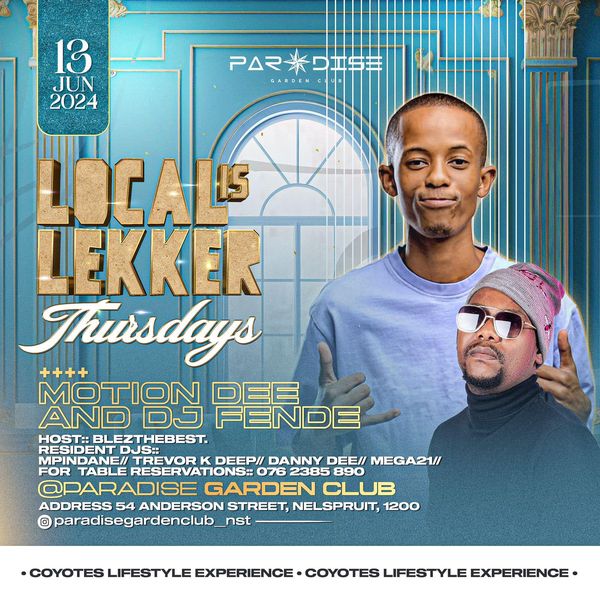 13
JUN
2024
PARADISE
GARDEN CLUB
LOCAL IS
LEKKER
Thursdays
++++
MOTION DEE
AND DJ FENDE
HOST:: BLEZTHEBEST.
RESIDENT DJS::
MPINDANE// TREVOR K DEEP// DANNY DEE// MEGA21//
FOR TABLE RESERVATIONS:: 076 2385 890
@PARADISE GARDEN CLUB
ADDRESS 54 ANDERSON STREET, NELSPRUIT, 1200
paradisegardenclub_nst
• COYOTES LIFESTYLE EXPERIENCE • COYOTES LIFESTYLE EXPERIENCE •